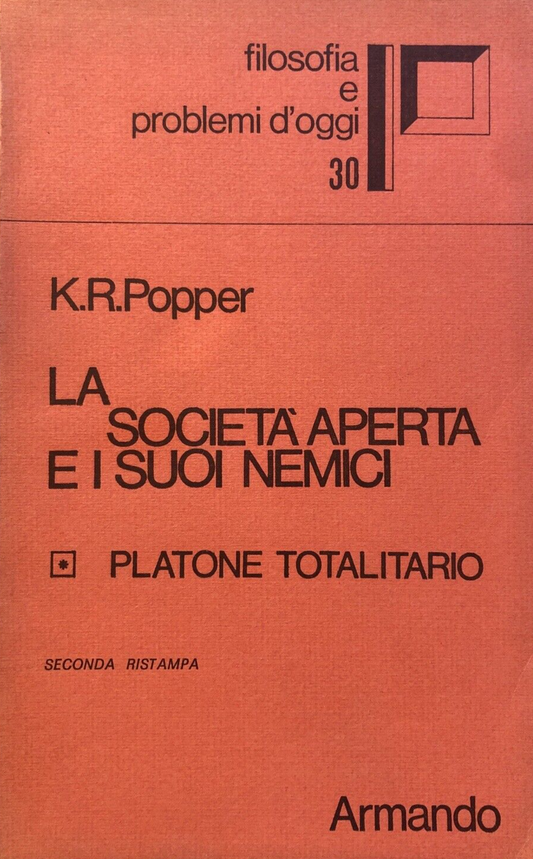 filosofia
e
problemi d'oggi
30
K.R.Popper
LA
SOCIETÀ APERTA
E I SUOI NEMICI
* PLATONE TOTALITARIO
SECONDA RISTAMPA
Armando